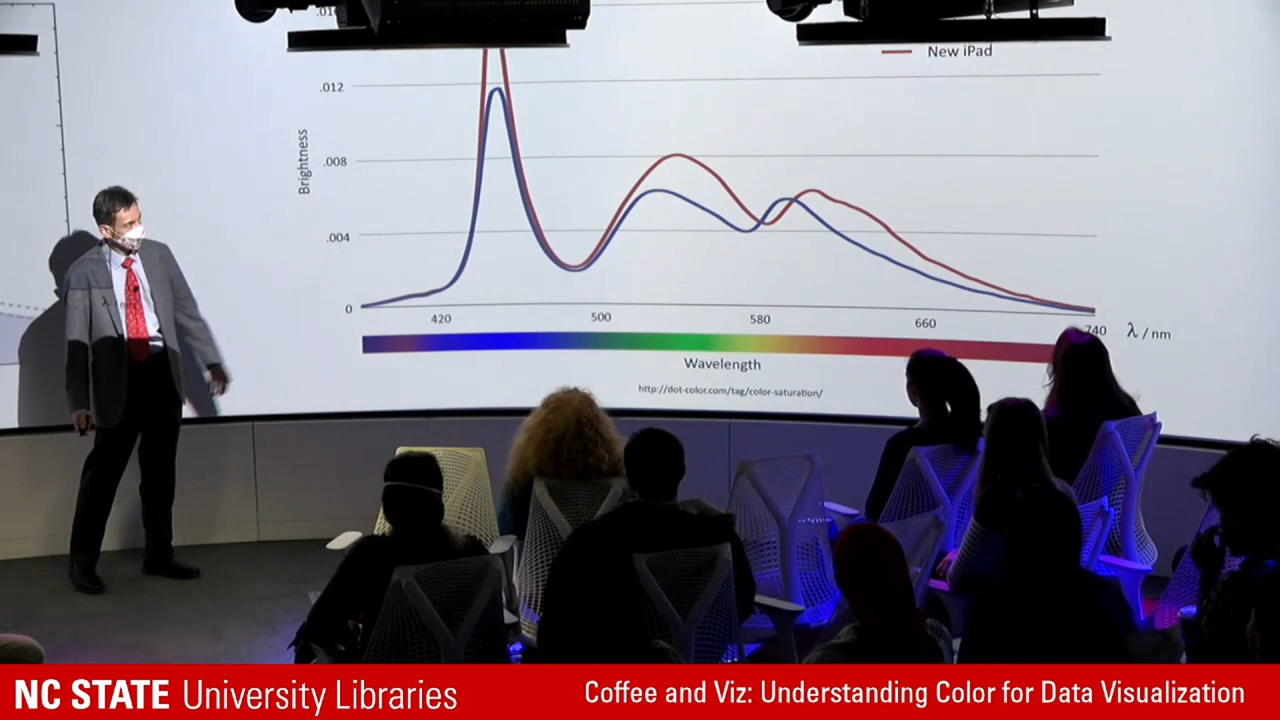 New iPad
.012
.008
.004
0
Brightness
420 500 580 660 740 λ / nm
Wavelength
http://dot-color.com/tag/color-saturation/
NC STATE University Libraries
Coffee and Viz: Understanding Color for Data Visualization